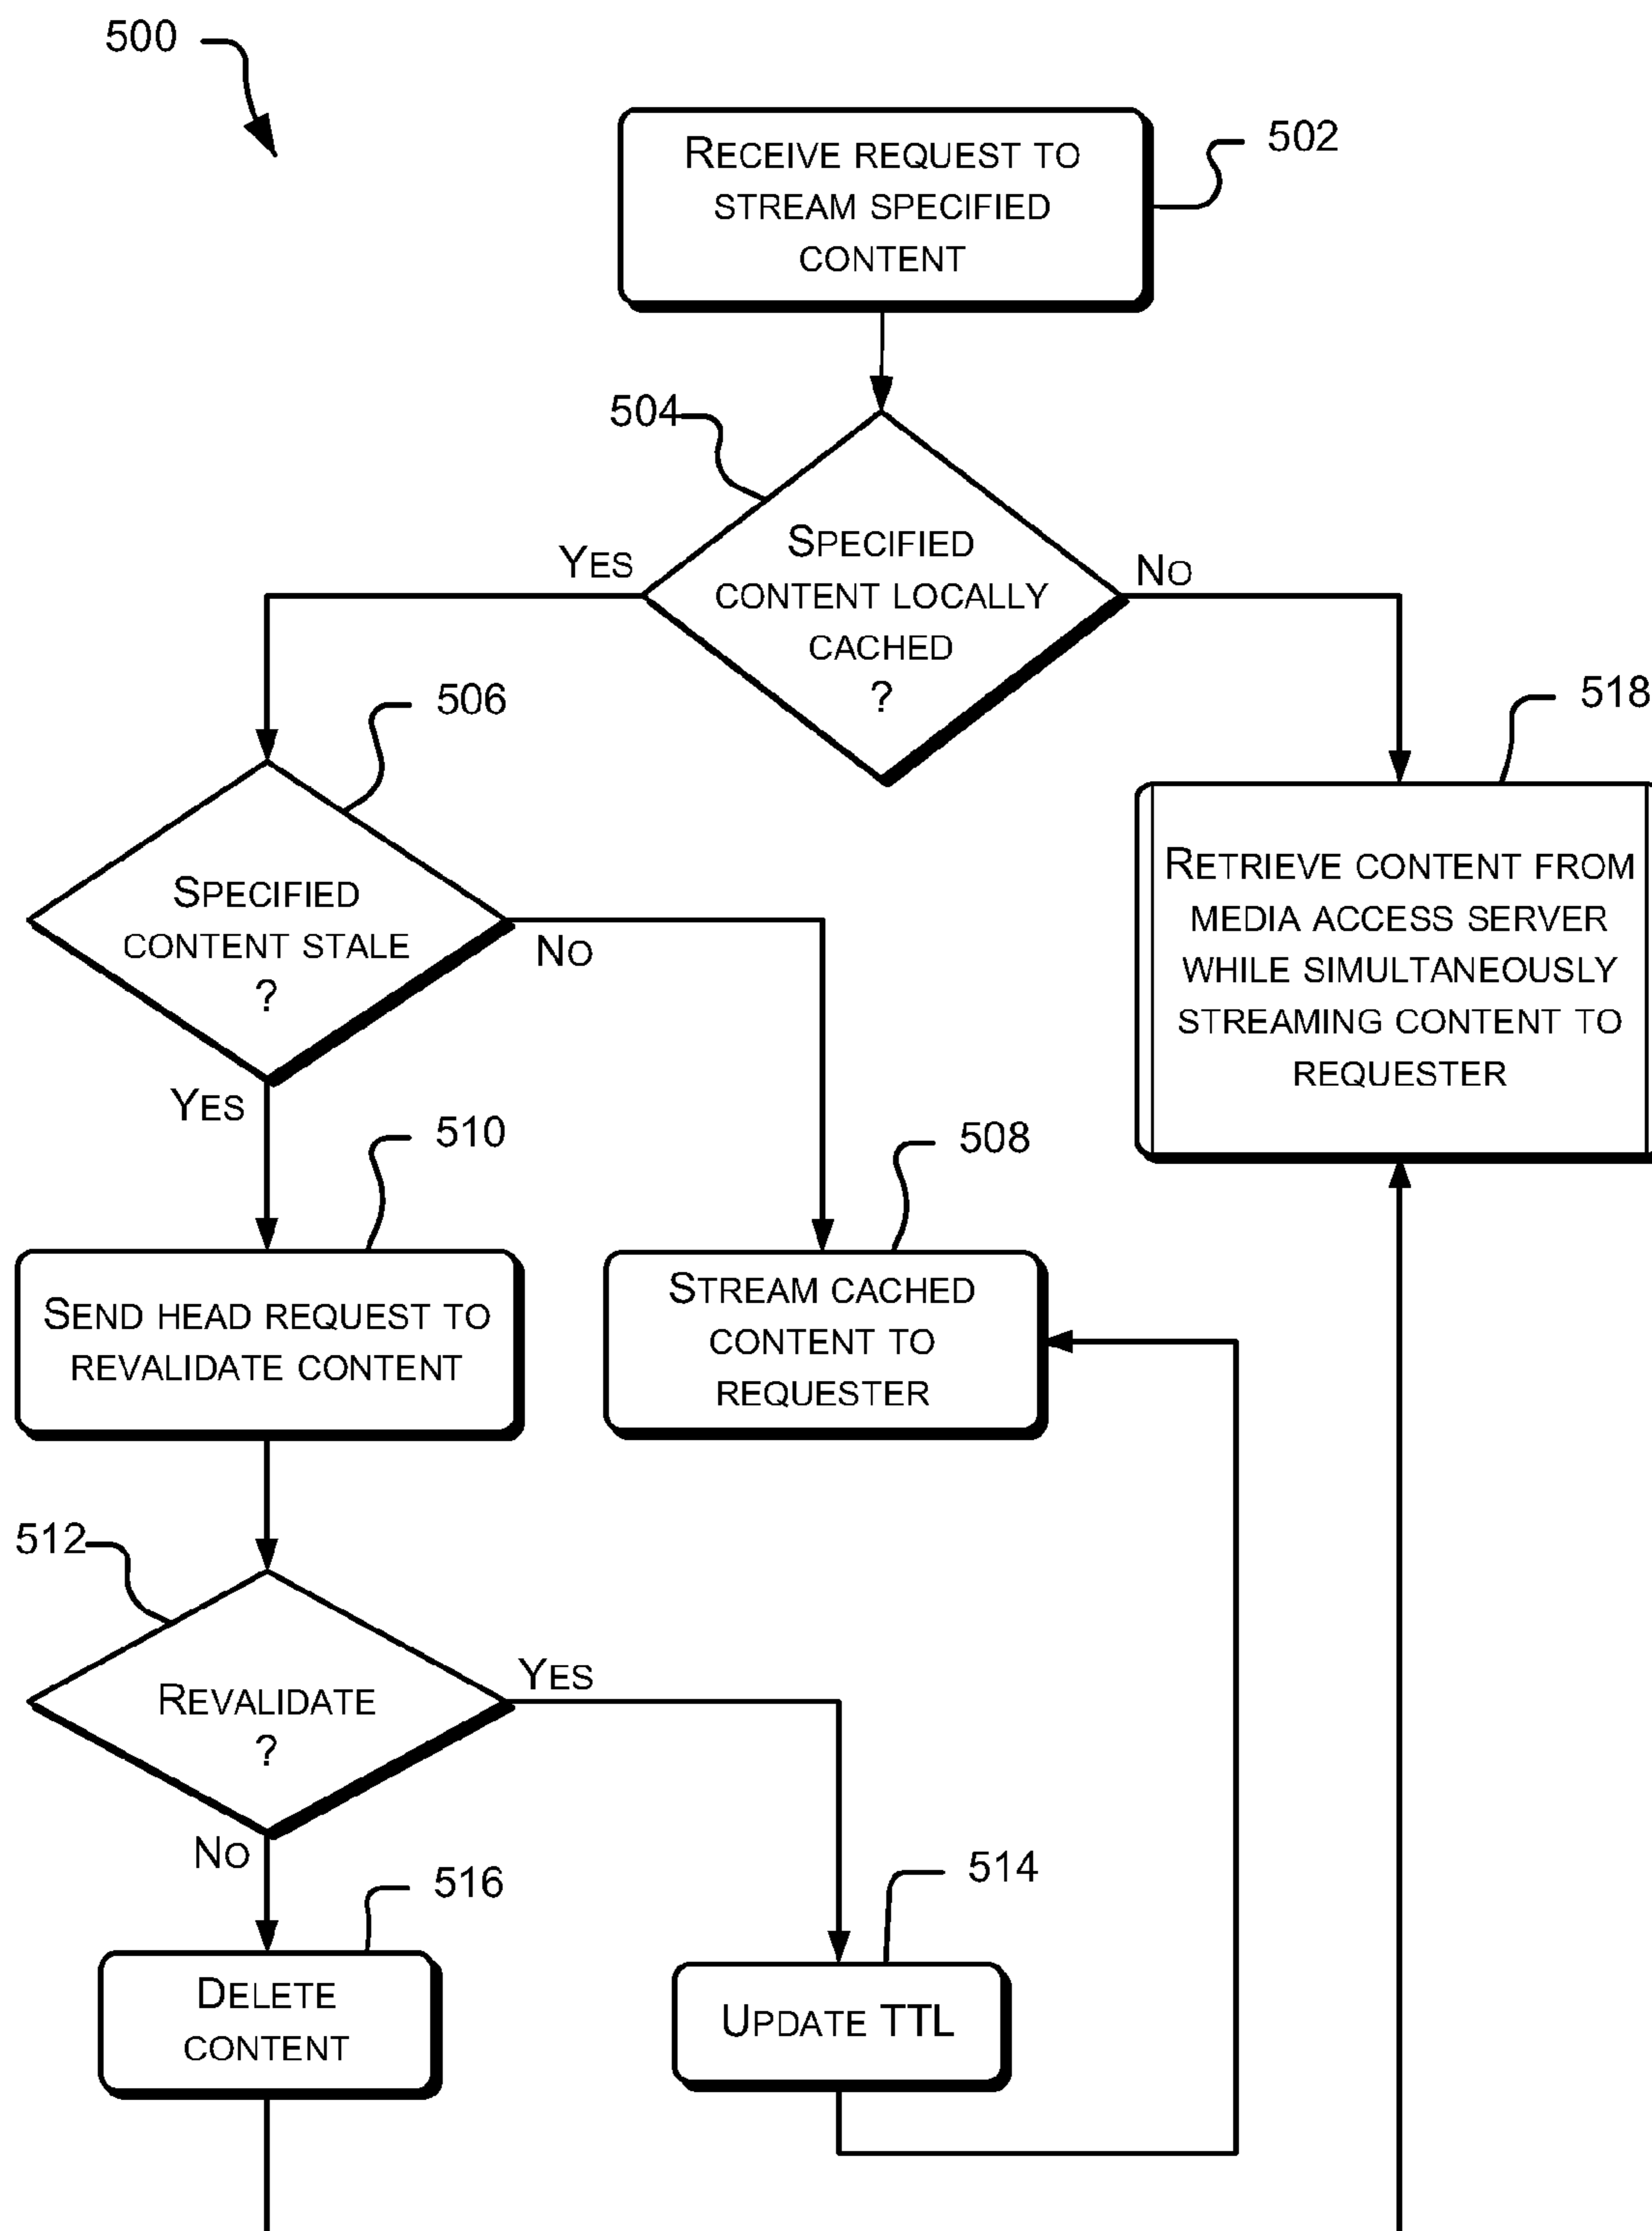 500
RECEIVE REQUEST TO
STREAM SPECIFIED
CONTENT
502
504
SPECIFIED
CONTENT LOCALLY
CACHED
?
YES
NO
506
518
SPECIFIED
CONTENT STALE
?
NO
YES
RETRIEVE CONTENT FROM
MEDIA ACCESS SERVER
WHILE SIMULTANEOUSLY
STREAMING CONTENT TO
REQUESTER
510
508
SEND HEAD REQUEST TO
REVALIDATE CONTENT
STREAM CACHED
CONTENT TO
REQUESTER
512
REVALIDATE
?
YES
NO
516
514
DELETE
CONTENT
UPDATE TTL